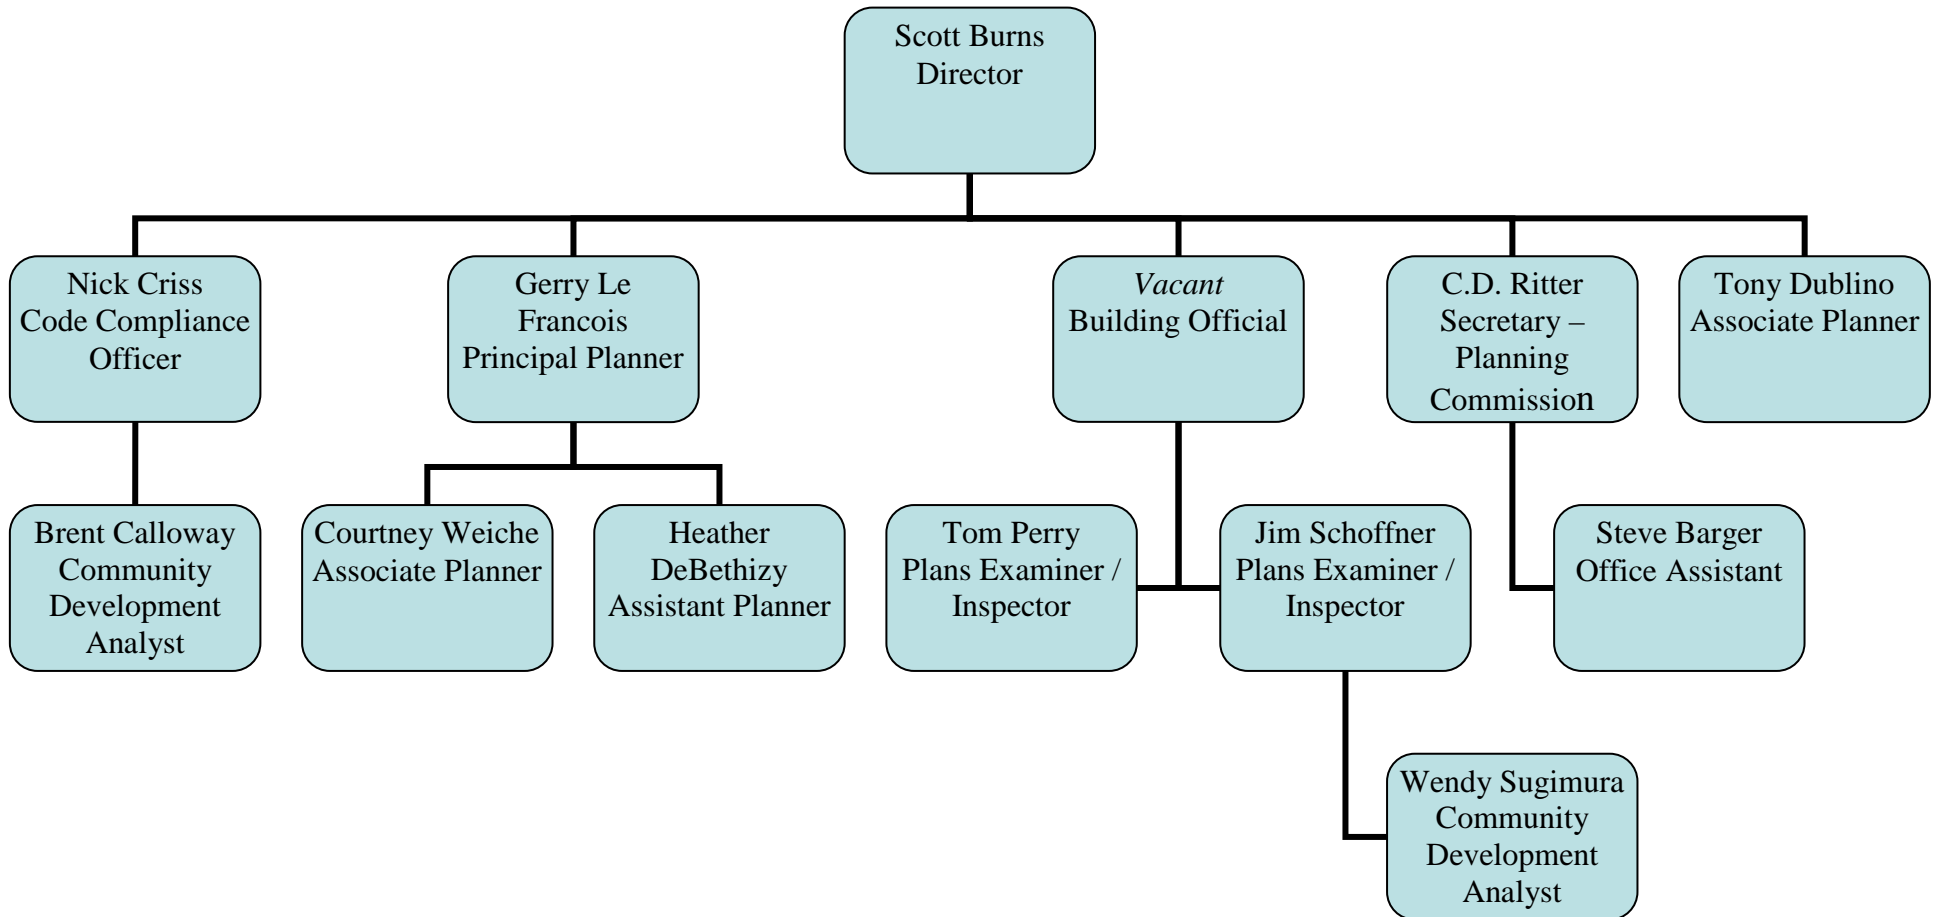 Scott Burns
Director
Nick Criss
Code Compliance
Officer
Gerry Le
Francois
Principal Planner
Vacant
Building Official
C.D. Ritter
Secretary –
Planning
Commission
Tony Dublino
Associate Planner
Brent Calloway
Community
Development
Analyst
Courtney Weiche
Associate Planner
Heather
DeBethizy
Assistant Planner
Tom Perry
Plans Examiner /
Inspector
Jim Schoffner
Plans Examiner /
Inspector
Steve Barger
Office Assistant
Wendy Sugimura
Community
Development
Analyst